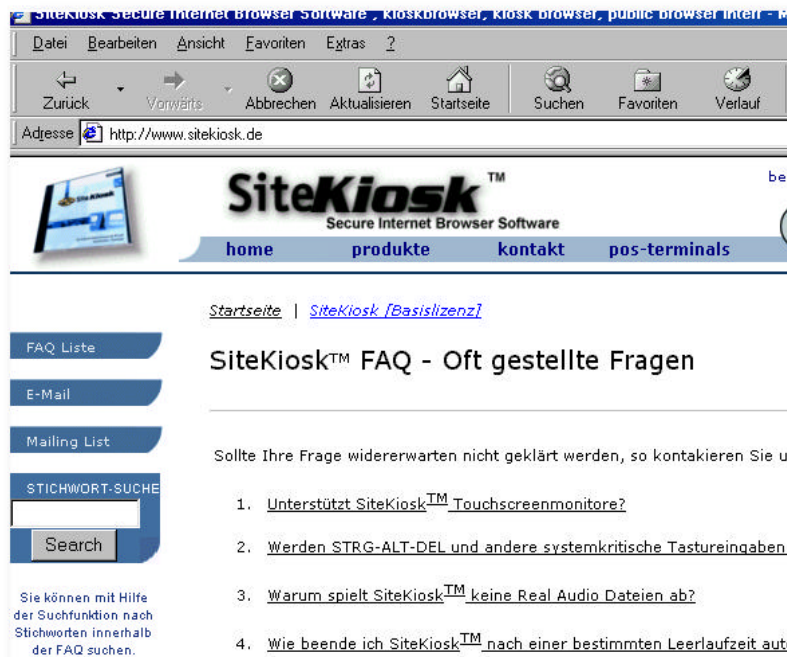 SiteKiosk Secure Internet Browser Software , kioskbrowser, kiosk browser, public browser interf - M
Datei Bearbeiten Ansicht Favoriten Extras ?
Zurück Vorwärts Abbrechen Aktualisieren Startseite Suchen Favoriten Verlauf
Adresse http://www.sitekiosk.de
SiteKiosk
be
SiteKiosk™
Secure Internet Browser Software
home produkte kontakt pos-terminals
Startseite | SiteKiosk [Basislizenz]
FAQ Liste
SiteKiosk™ FAQ - Oft gestellte Fragen
E-Mail
Mailing List
Sollte Ihre Frage widererwarten nicht geklärt werden, so kontakieren Sie u
STICHWORT-SUCHE
Search
1. Unterstützt SiteKiosk™ Touchscreenmonitore?
2. Werden STRG-ALT-DEL und andere systemkritische Tastureingaben
3. Warum spielt SiteKiosk™ keine Real Audio Dateien ab?
4. Wie beende ich SiteKiosk™ nach einer bestimmten Leerlaufzeit aut
Sie können mit Hilfe
der Suchfunktion nach
Stichworten innerhalb
der FAQ suchen.